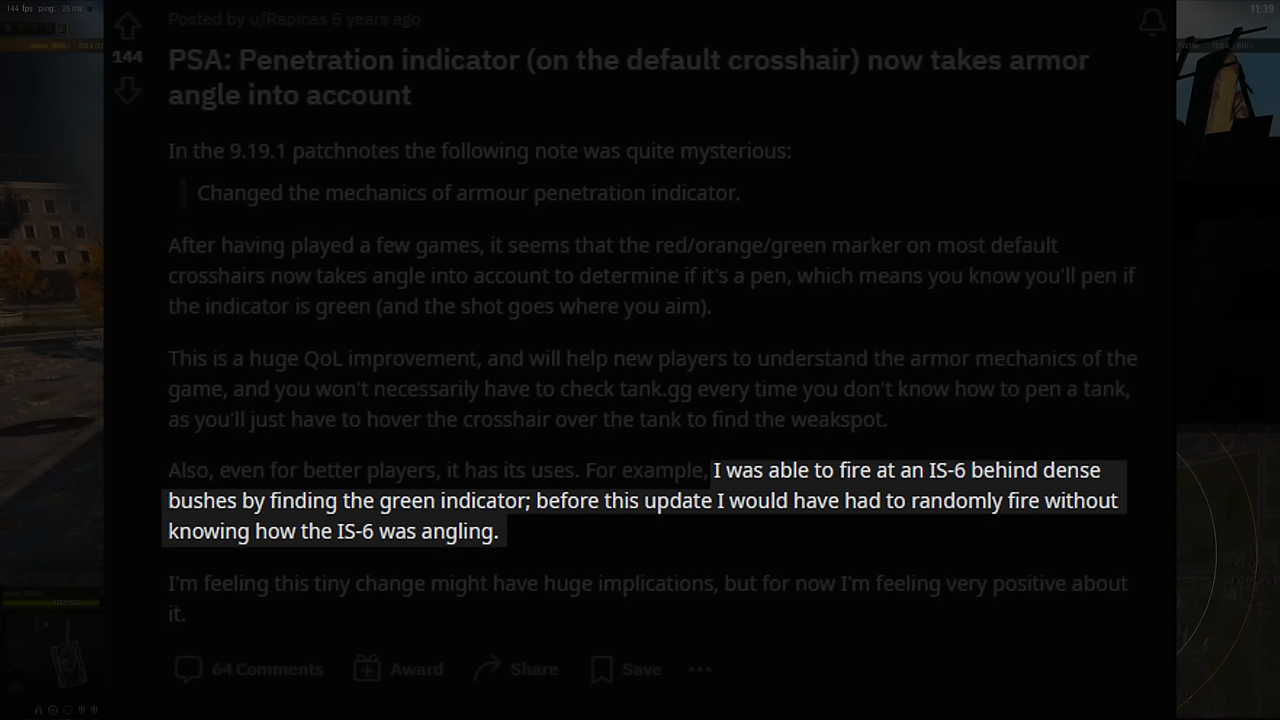 144 fps ping: 26 ms
11:39
Posted by u/Rapicas 5 years ago
144
PSA: Penetration indicator (on the default crosshair) now takes armor
angle into account
In the 9.19.1 patchnotes the following note was quite mysterious:
Changed the mechanics of armour penetration indicator.
After having played a few games, it seems that the red/orange/green marker on most default
crosshairs now takes angle into account to determine if it's a pen, which means you know you'll pen if
the indicator is green (and the shot goes where you aim).
This is a huge QoL improvement, and will help new players to understand the armor mechanics of the
game, and you won't necessarily have to check tank.gg every time you don't know how to pen a tank,
as you'll just have to hover the crosshair over the tank to find the weakspot.
Also, even for better players, it has its uses. For example, I was able to fire at an IS-6 behind dense
bushes by finding the green indicator; before this update I would have had to randomly fire without
knowing how the IS-6 was angling.
I'm feeling this tiny change might have huge implications, but for now I'm feeling very positive about
it.
64 Comments Award Share Save